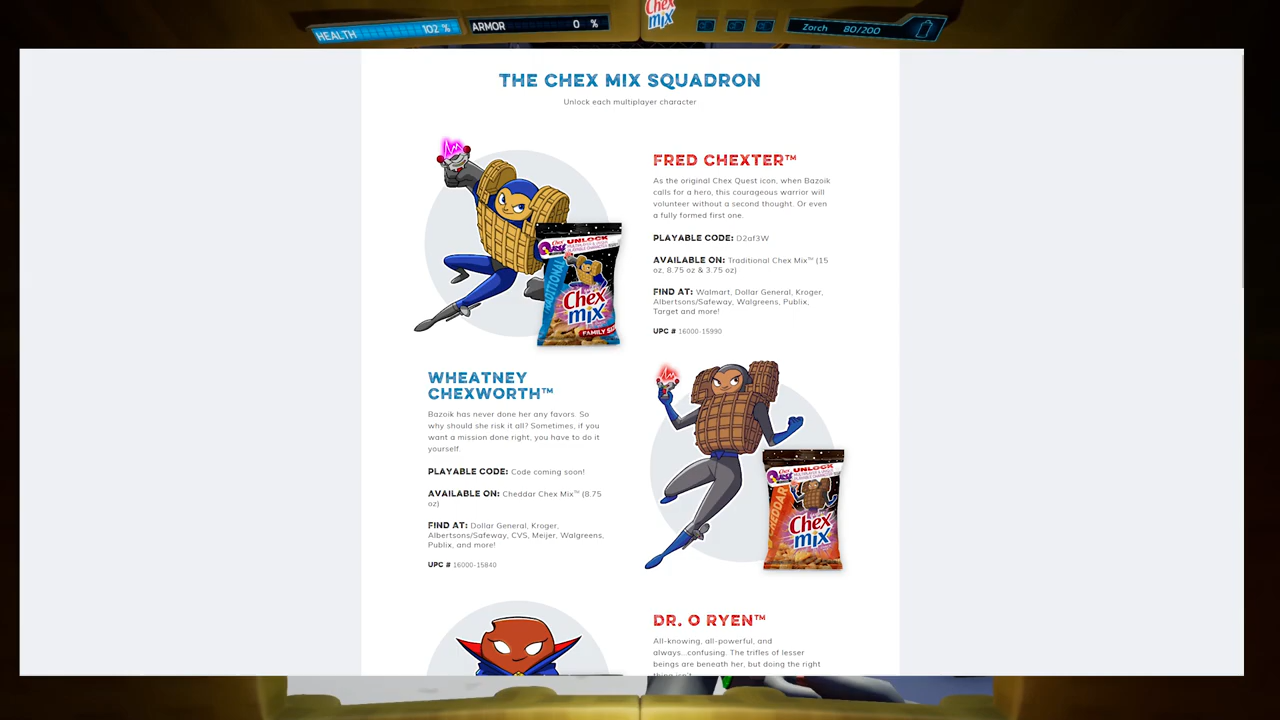 HEALTH 102 %
ARMOR 0 %
Chex
mix
Zorch 80/200
THE CHEX MIX SQUADRON
Unlock each multiplayer character
FRED CHEXTER™
As the original Chex Quest icon, when Bazoik
calls for a hero, this courageous warrior will
volunteer without a second thought. Or even
a fully formed first one.
PLAYABLE CODE: D2af3W
AVAILABLE ON: Traditional Chex Mix™ (15
oz, 8.75 oz & 3.75 oz)
FIND AT: Walmart, Dollar General, Kroger,
Albertsons/Safeway, Walgreens, Publix,
Target and more!
UPC # 16000-15990
UNLOCK
Chex
mix
WHEATNEY
CHEXWORTH™
Bazoik has never done her any favors. So
why should she risk it all? Sometimes, if you
want a mission done right, you have to do it
yourself.
PLAYABLE CODE: Code coming soon!
AVAILABLE ON: Cheddar Chex Mix™ (8.75
oz)
FIND AT: Dollar General, Kroger,
Albertsons/Safeway, CVS, Meijer, Walgreens,
Publix, and more!
UPC # 16000-15840
UNLOCK
Chex
mix
DR. O RYEN™
All-knowing, all-powerful, and
always...confusing. The trifles of lesser
beings are beneath her, but doing the right
thing isn't